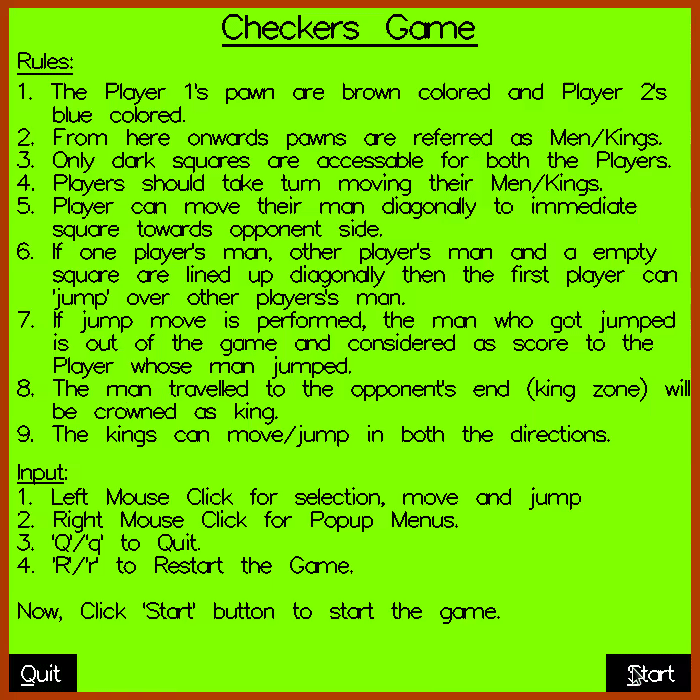 Checkers Game
Rules:
1. The Player 1's pawn are brown colored and Player 2's
blue colored.
2. From here onwards pawns are referred as Men/Kings.
3. Only dark squares are accessable for both the Players.
4. Players should take turn moving their Men/Kings.
5. Player can move their man diagonally to immediate
square towards opponent side.
6. If one player's man, other player's man and a empty
square are lined up diagonally then the first player can
'jump' over other players's man.
7. If jump move is performed, the man who got jumped
is out of the game and considered as score to the
Player whose man jumped.
8. The man travelled to the opponent's end (king zone) will
be crowned as king.
9. The kings can move/jump in both the directions.
Input:
1. Left Mouse Click for selection, move and jump
2. Right Mouse Click for Popup Menus.
3. 'Q'/'q' to Quit.
4. 'R'/'r' to Restart the Game.
Now, Click 'Start' button to start the game.
Quit
Start